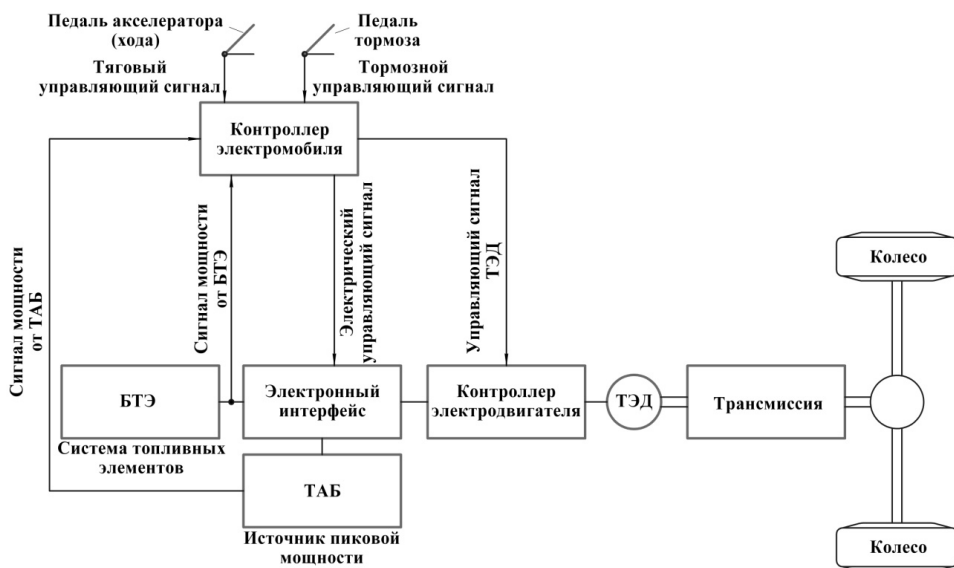 Педаль акселератора
(хода)
Педаль
тормоза
Тяговый
управляющий сигнал
Тормозной
управляющий сигнал
Контроллер
электромобиля
Сигнал мощности
от ТАБ
Сигнал мощности
от БТЭ
Электрический
управляющий сигнал
Управляющий сигнал
ТЭД
Колесо
БТЭ
Система топливных
элементов
Электронный
интерфейс
Контроллер
электродвигателя
ТЭД
Трансмиссия
ТАБ
Источник пиковой
мощности
Колесо